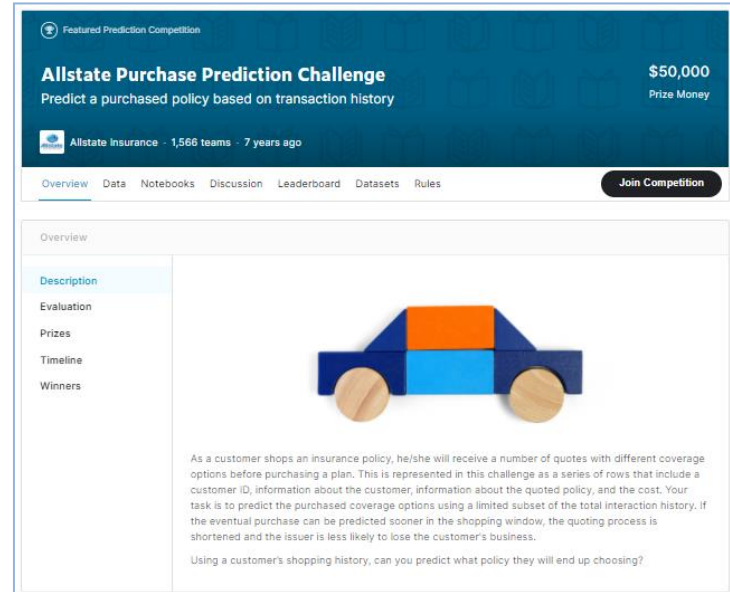 Featured Prediction Competition
Allstate Purchase Prediction Challenge
$50,000
Predict a purchased policy based on transaction history
Prize Money
Allstate Insurance · 1,566 teams · 7 years ago
Overview Data Notebooks Discussion Leaderboard Datasets Rules
Join Competition
Overview
Description
Evaluation
Prizes
Timeline
Winners
As a customer shops an insurance policy, he/she will receive a number of quotes with different coverage
options before purchasing a plan. This is represented in this challenge as a series of rows that include a
customer ID, information about the customer, information about the quoted policy, and the cost. Your
task is to predict the purchased coverage options using a limited subset of the total interaction history. If
the eventual purchase can be predicted sooner in the shopping window, the quoting process is
shortened and the issuer is less likely to lose the customer's business.
Using a customer's shopping history, can you predict what policy they will end up choosing?